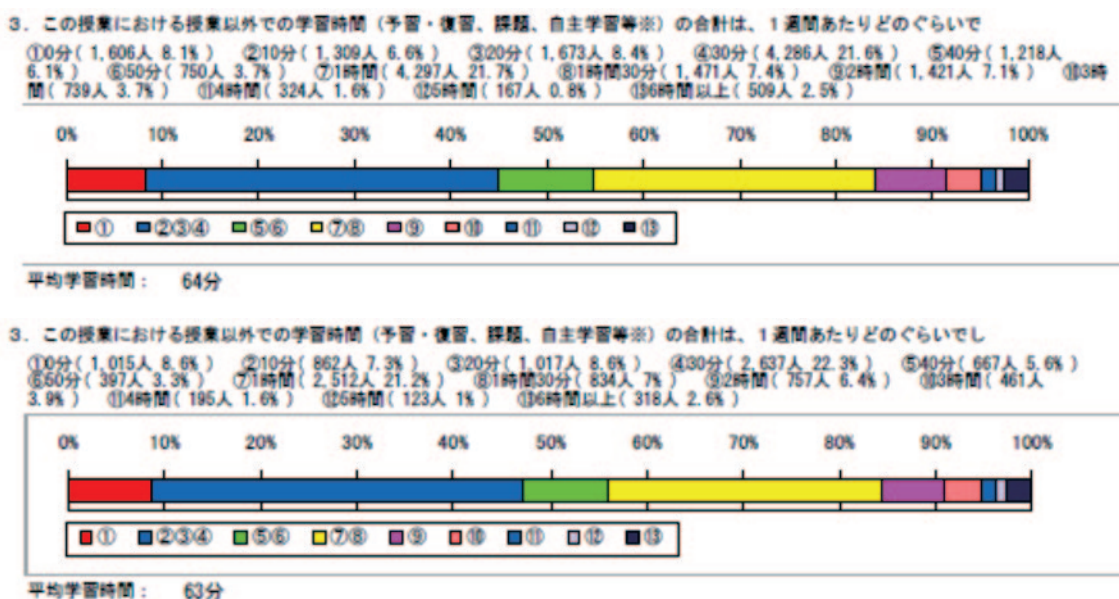 3. この授業における授業以外での学習時間（予習・復習、課題、自主学習等※）の合計は、1週間あたりどのぐらいで
①0分( 1,606人 8.1% ) ②10分( 1,309人 6.6% ) ③20分( 1,673人 8.4% ) ④30分( 4,286人 21.6% ) ⑤40分( 1,218人
6.1% ) ⑥50分( 750人 3.7% ) ⑦1時間( 4,297人 21.7% ) ⑧1時間30分( 1,471人 7.4% ) ⑨2時間( 1,421人 7.1% ) ⑩3時
間( 739人 3.7% ) ⑪4時間( 324人 1.6% ) ⑫5時間( 167人 0.8% ) ⑬6時間以上( 509人 2.5% )
0% 10% 20% 30% 40% 50% 60% 70% 80% 90% 100%
① ②③④ ⑤⑥ ⑦⑧ ⑨ ⑩ ⑪ ⑫ ⑬
平均学習時間： 64分
3. この授業における授業以外での学習時間（予習・復習、課題、自主学習等※）の合計は、1週間あたりどのぐらいでし
①0分( 1,015人 8.6% ) ②10分( 862人 7.3% ) ③20分( 1,017人 8.6% ) ④30分( 2,637人 22.3% ) ⑤40分( 667人 5.6% )
⑥50分( 397人 3.3% ) ⑦1時間( 2,512人 21.2% ) ⑧1時間30分( 834人 7% ) ⑨2時間( 757人 6.4% ) ⑩3時間( 461人
3.9% ) ⑪4時間( 195人 1.6% ) ⑫5時間( 123人 1% ) ⑬6時間以上( 318人 2.6% )
0% 10% 20% 30% 40% 50% 60% 70% 80% 90% 100%
① ②③④ ⑤⑥ ⑦⑧ ⑨ ⑩ ⑪ ⑫ ⑬
平均学習時間： 63分